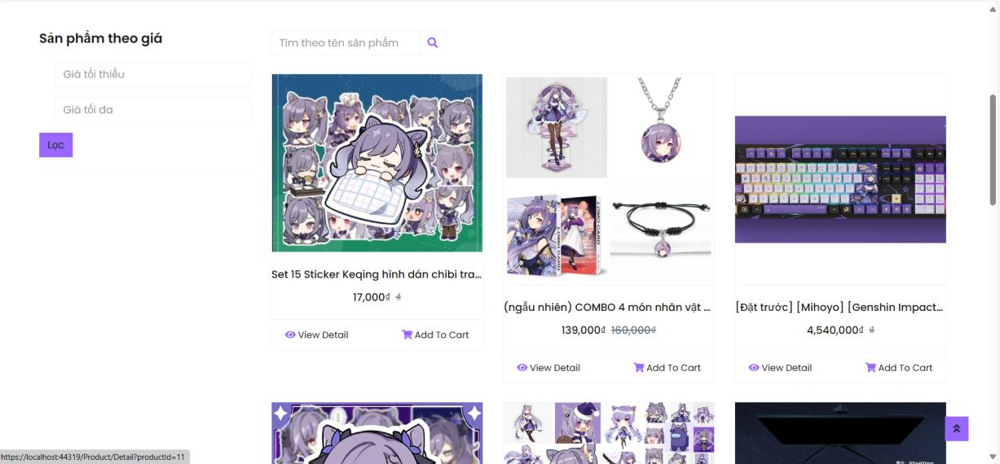 Sản phẩm theo giá
Giá tối thiểu
Giá tối đa
Lọc
Tìm theo tên sản phẩm
Set 15 Sticker Keqing hình dán chibi tra...
17,000₫ ₫
View Detail Add To Cart
LOMO CARD
(ngẫu nhiên) COMBO 4 món nhân vật ...
139,000₫ 160,000₫
View Detail Add To Cart
[Đặt trước] [Mihoyo] [Genshin Impact...
4,540,000₫ ₫
View Detail Add To Cart
https://localhost:44319/Product/Detail?productId=11